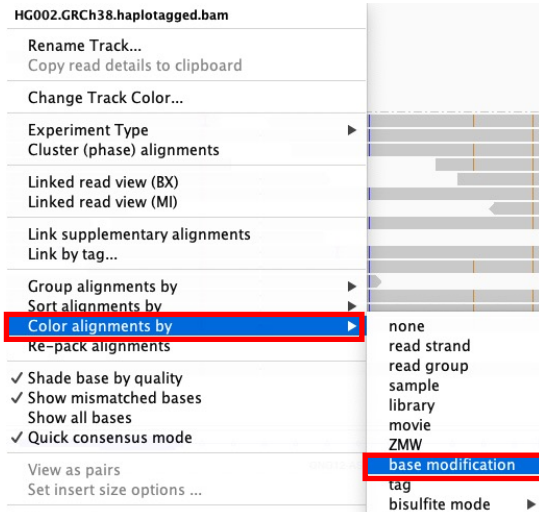 HG002.GRCh38.haplotagged.bam
Rename Track...
Copy read details to clipboard
Change Track Color...
Experiment Type
Cluster (phase) alignments
Linked read view (BX)
Linked read view (MI)
Link supplementary alignments
Link by tag...
Group alignments by
Sort alignments by
Color alignments by
Re-pack alignments
✓ Shade base by quality
✓ Show mismatched bases
Show all bases
✓ Quick consensus mode
View as pairs
Set insert size options ...
none
read strand
read group
sample
library
movie
ZMW
base modification
tag
bisulfite mode